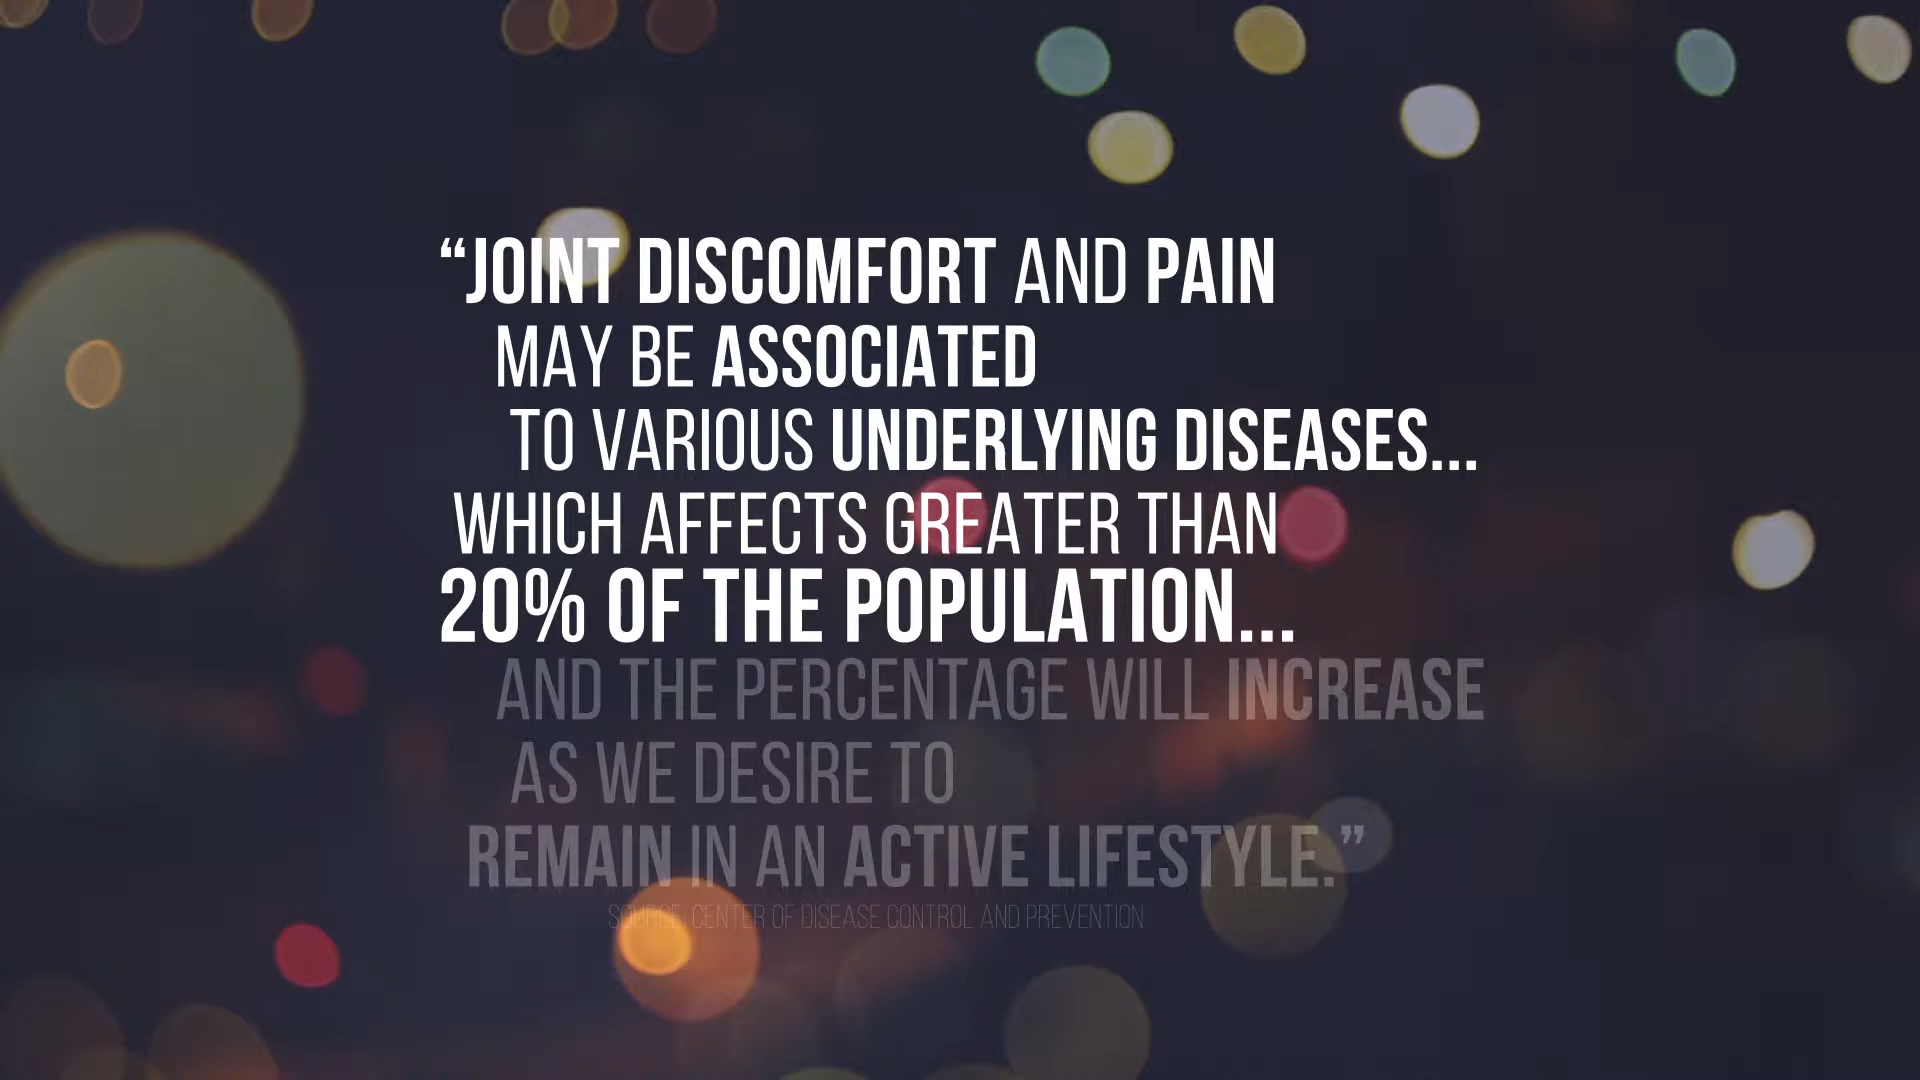 “JOINT DISCOMFORT AND PAIN
MAY BE ASSOCIATED
TO VARIOUS UNDERLYING DISEASES...
WHICH AFFECTS GREATER THAN
20% OF THE POPULATION...
AND THE PERCENTAGE WILL INCREASE
AS WE DESIRE TO
REMAIN IN AN ACTIVE LIFESTYLE.”
SOURCE: CENTER OF DISEASE CONTROL AND PREVENTION